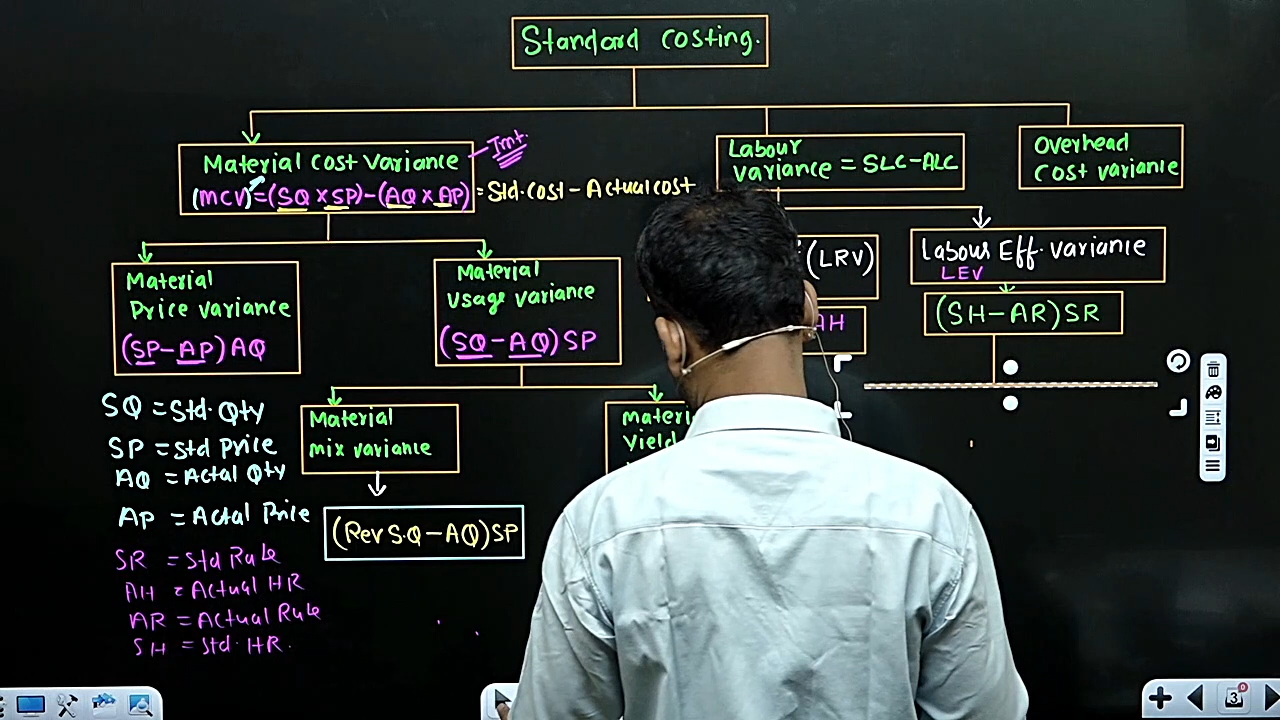 Standard Costing.
Material Cost Variance
Imt.
(MCV)=(SQ×SP)-(AQ×AP)
=Std.Cost-Actual cost
Labour
variance = SLC-ALC
Overhead
Cost variance
Material
Price variance
(SP-AP)AQ
Material
Usage variance
(SQ-AQ)SP
(LRV)
AH
Labour Eff. variance
LEV
(SH-AR)SR
Material
mix variance
(Rev S.Q-AQ)SP
Yield
SQ =Std.Qty
SP =Std Price
AQ =Actal Qty
AP =Actal Price
SR =Std Rate
AH =Actual HR
AR =Actual Rate
SH =Std.HR.
3